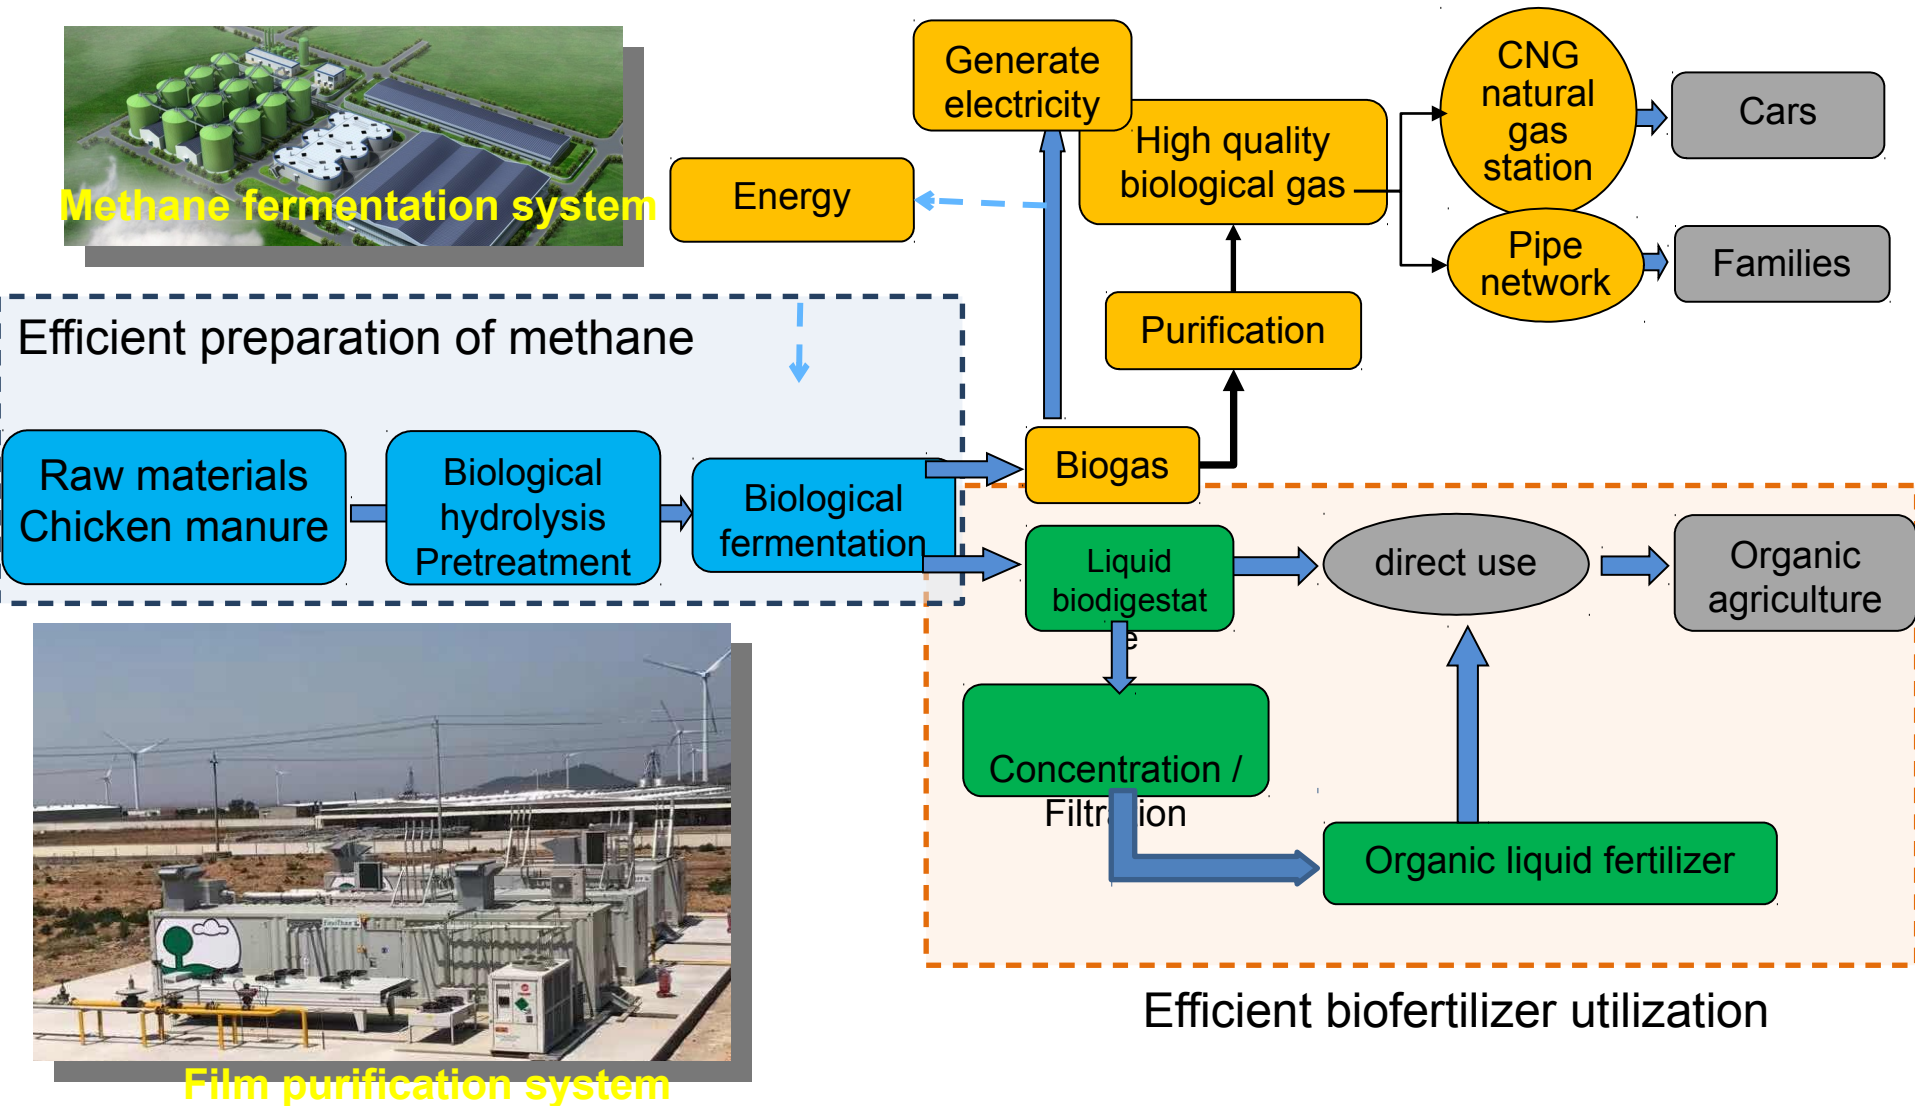 Generate
electricity
CNG
natural
gas
station
Cars
High quality
biological gas
Methane fermentation system
Energy
Pipe
network
Families
Purification
Efficient preparation of methane
Raw materials
Chicken manure
Biological
hydrolysis
Pretreatment
Biological
fermentation
Biogas
Liquid
biodigestat
e
direct use
Organic
agriculture
Concentration /
Filtration
Organic liquid fertilizer
Efficient biofertilizer utilization
Film purification system